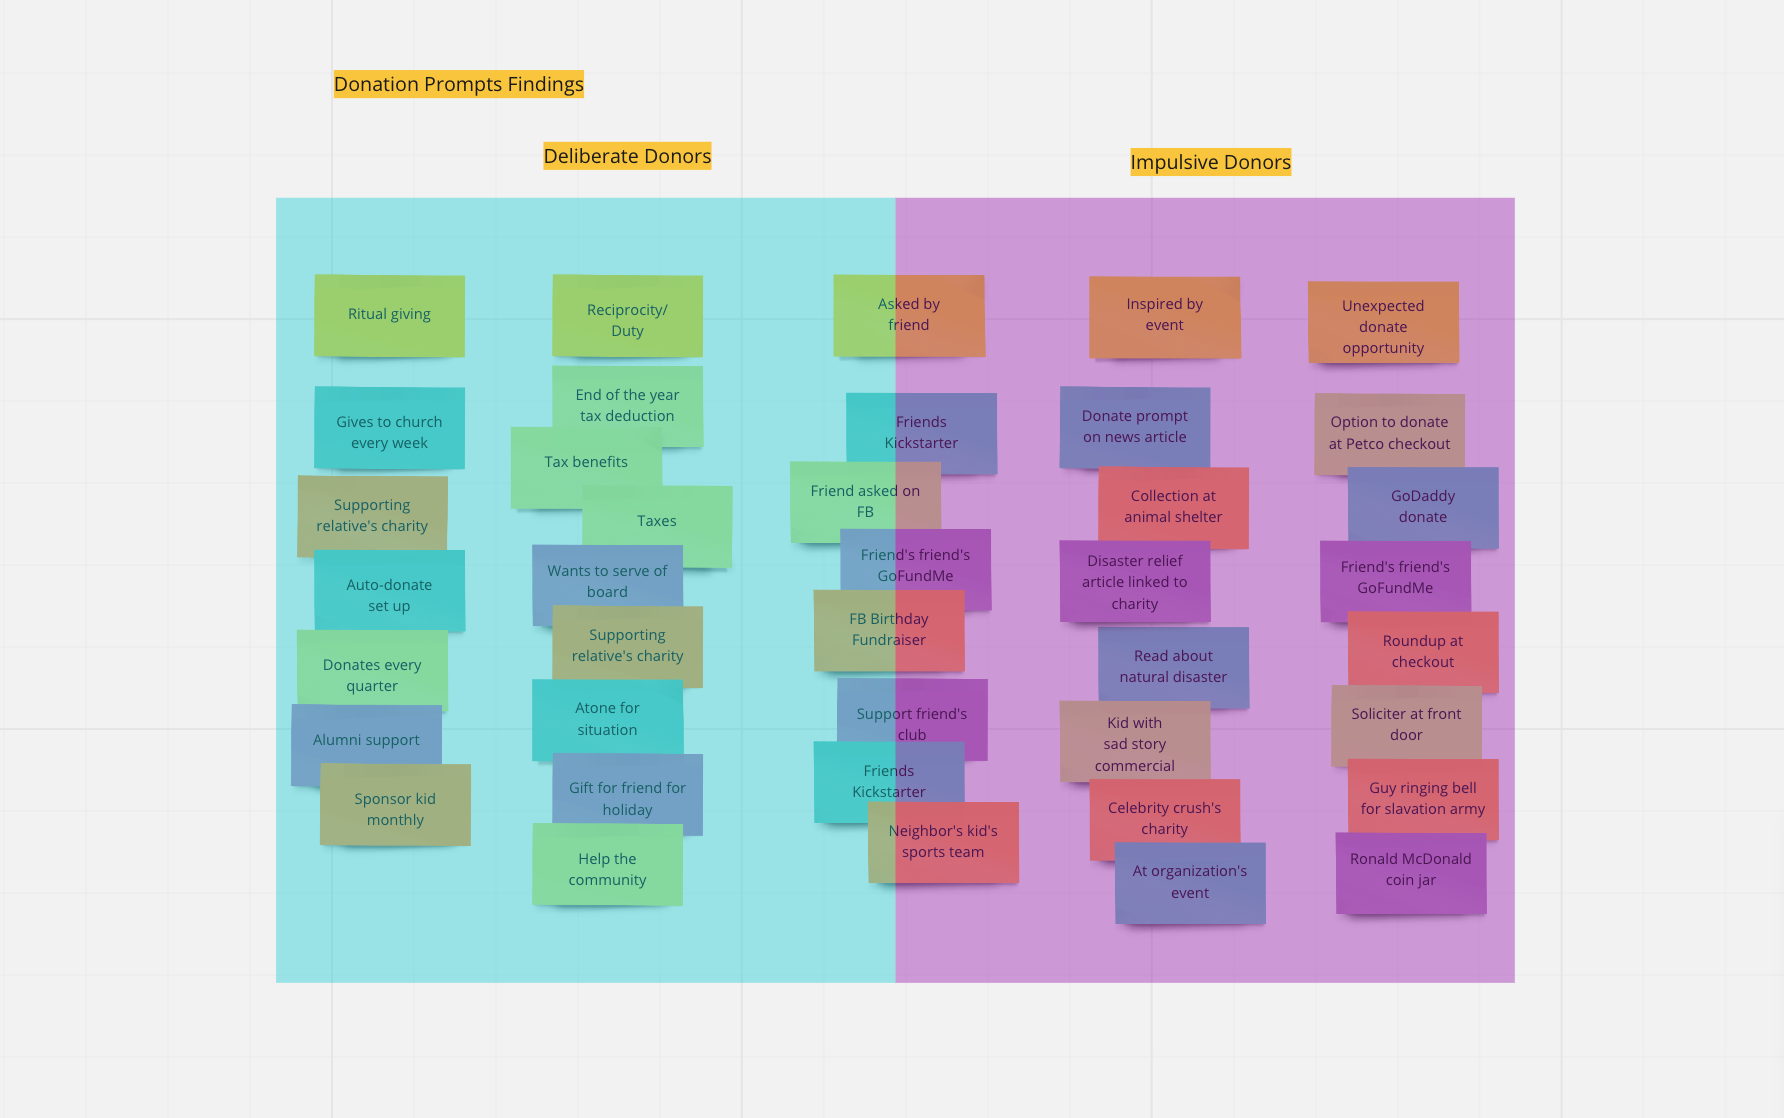 Donation Prompts Findings
Deliberate Donors
Impulsive Donors
Ritual giving
Gives to church
every week
Supporting
relative's charity
Auto-donate
set up
Donates every
quarter
Alumni support
Sponsor kid
monthly
Reciprocity/
Duty
End of the year
tax deduction
Tax benefits
Taxes
Wants to serve of
board
Supporting
relative's charity
Atone for
situation
Gift for friend for
holiday
Help the
community
Asked by
friend
Friends
Kickstarter
Friend asked on
FB
Friend's friend's
GoFundMe
FB Birthday
Fundraiser
Support friend's
club
Friends
Kickstarter
Neighbor's kid's
sports team
Inspired by
event
Donate prompt
on news article
Collection at
animal shelter
Disaster relief
article linked to
charity
Read about
natural disaster
Kid with
sad story
commercial
Celebrity crush's
charity
At organization's
event
Unexpected
donate
opportunity
Option to donate
at Petco checkout
GoDaddy
donate
Friend's friend's
GoFundMe
Roundup at
checkout
Soliciter at front
door
Guy ringing bell
for slavation army
Ronald McDonald
coin jar